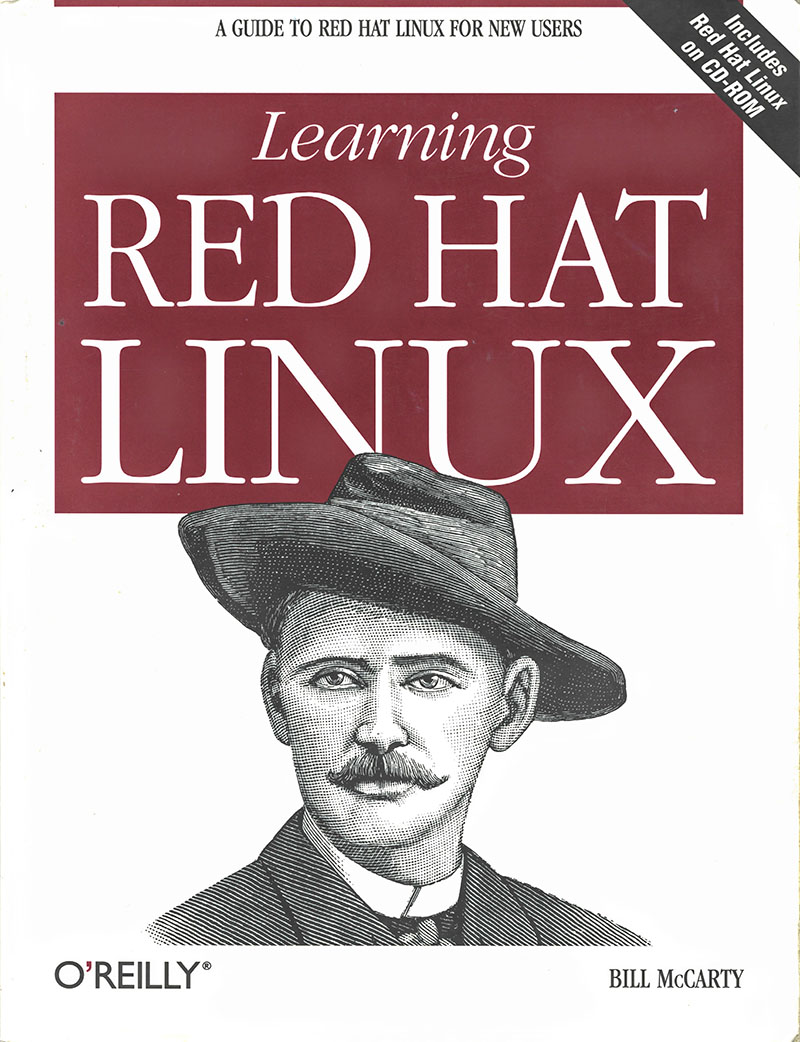 A GUIDE TO RED HAT LINUX FOR NEW USERS
Includes
Red Hat Linux
on CD-ROM
Learning
RED HAT
LINUX
O'REILLY®
BILL McCARTY